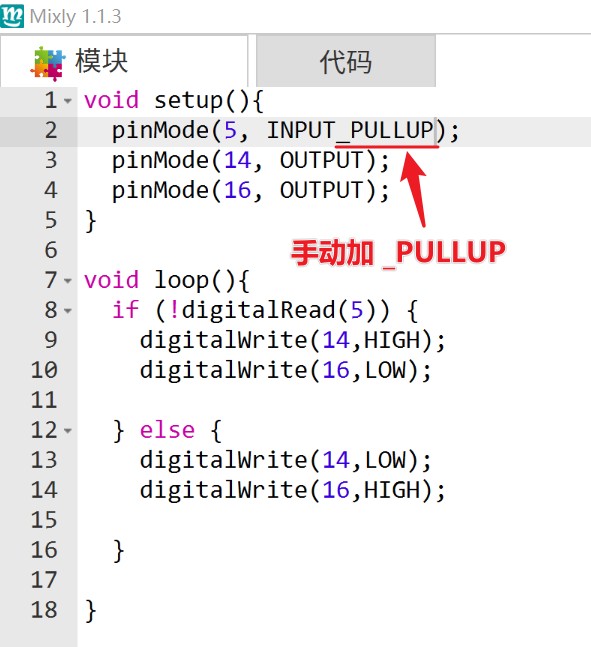 Mixly 1.1.3
模块 代码
1 void setup(){
2 pinMode(5, INPUT_PULLUP);
3 pinMode(14, OUTPUT);
4 pinMode(16, OUTPUT);
5 }
6
手动加 _PULLUP
7 void loop(){
8 if (!digitalRead(5)) {
9 digitalWrite(14,HIGH);
10 digitalWrite(16,LOW);
11
12 } else {
13 digitalWrite(14,LOW);
14 digitalWrite(16,HIGH);
15
16 }
17
18 }